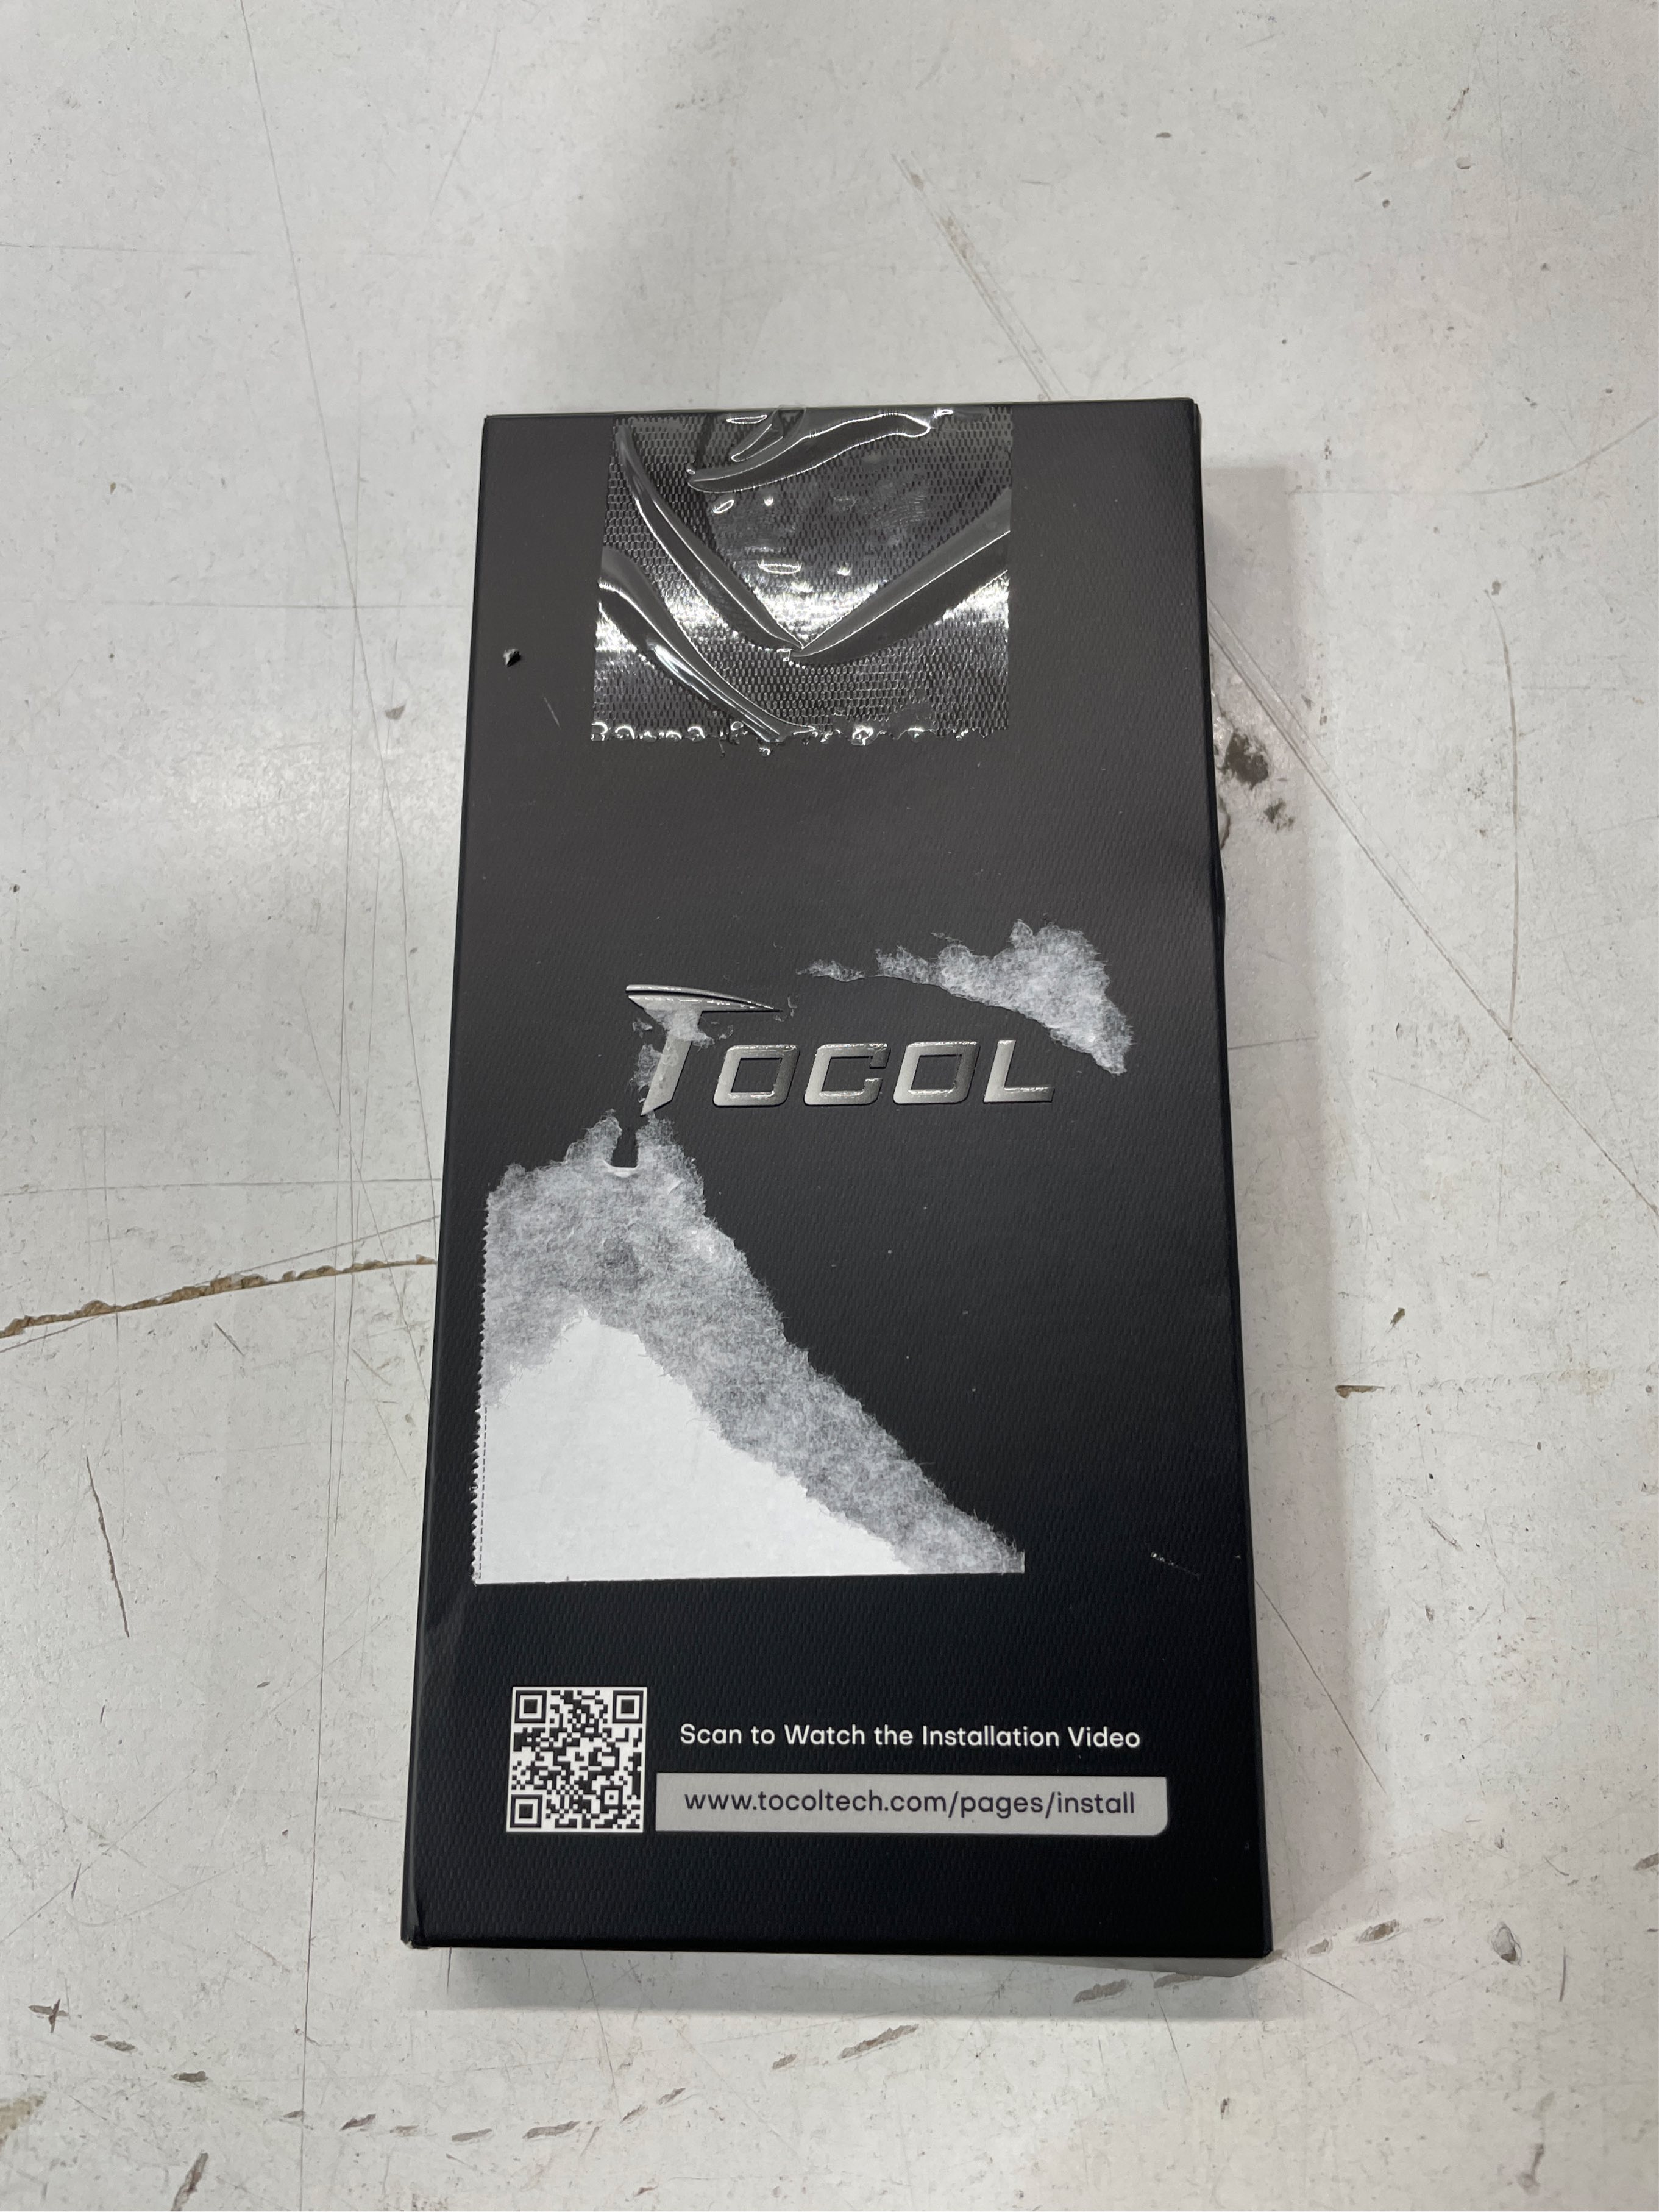 TOCOL
Scan to Watch the Installation Video
www.tocoltech.com/pages/install